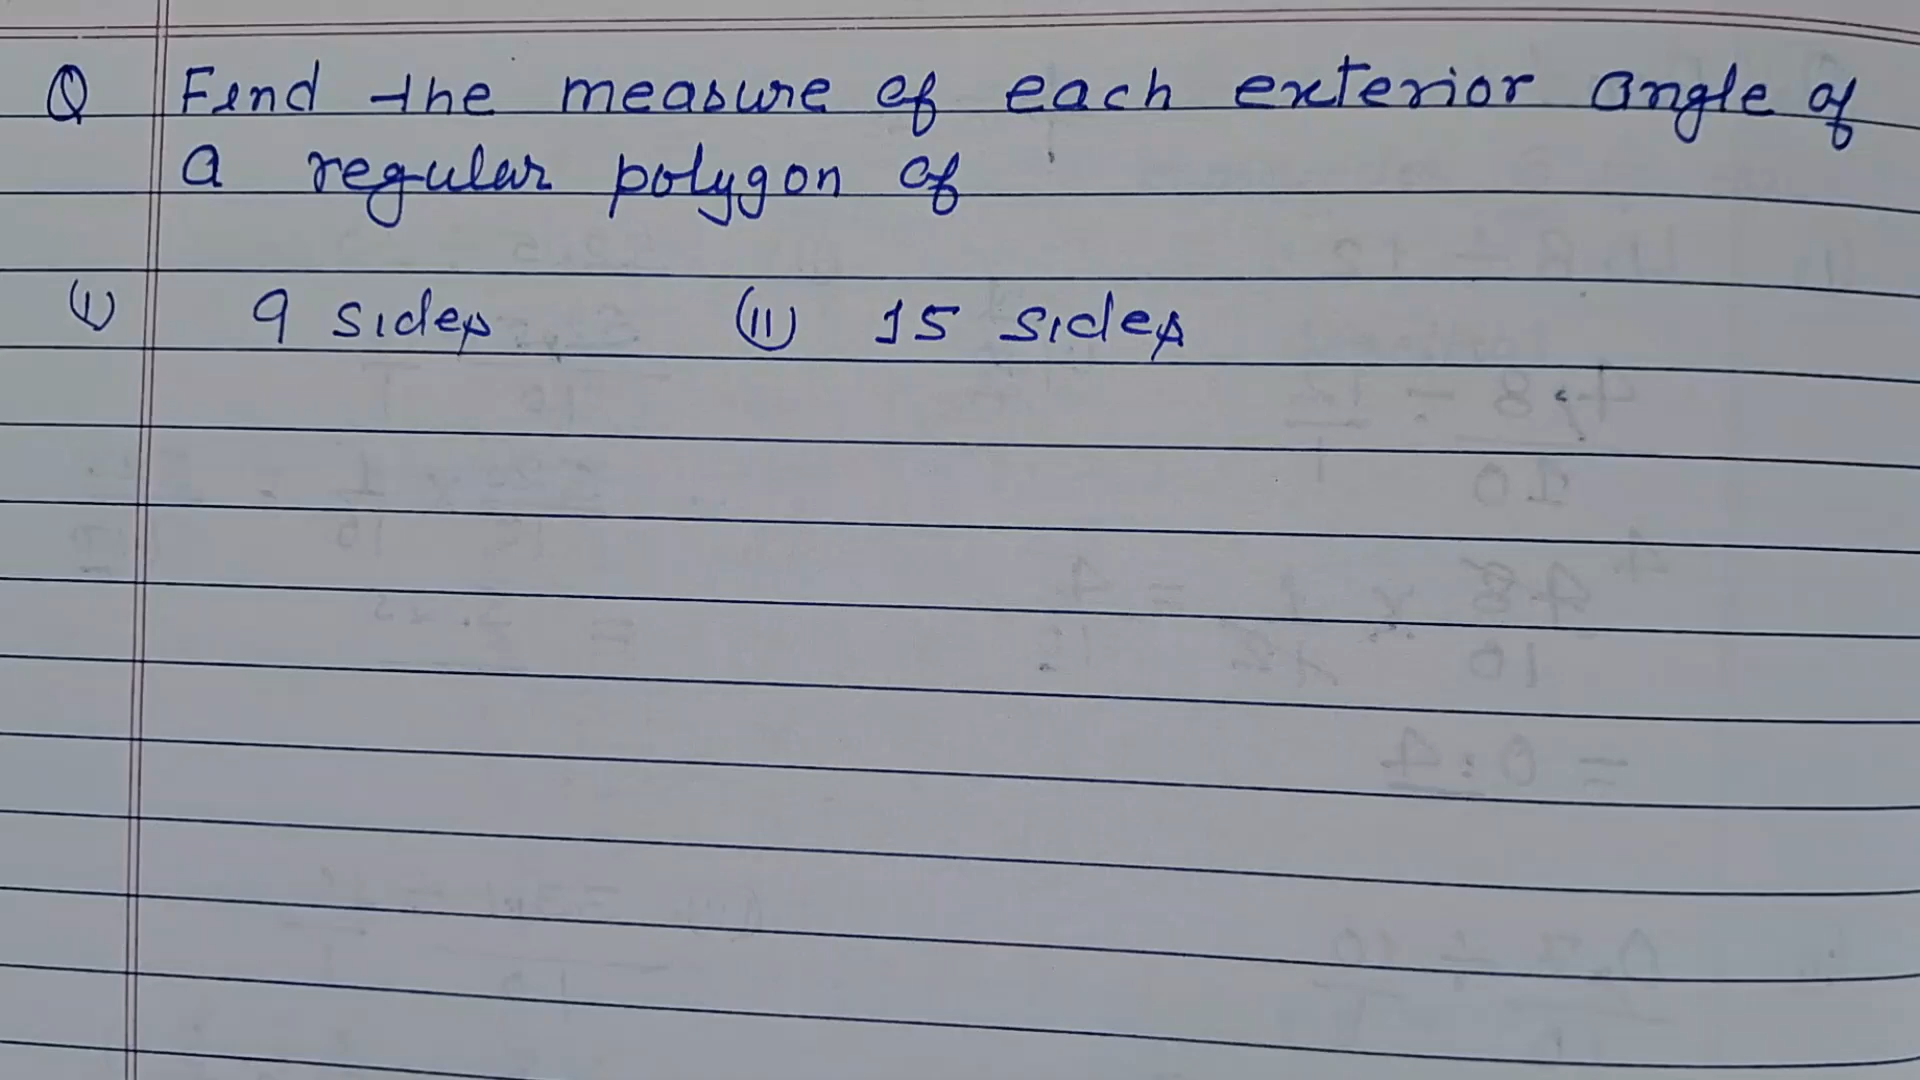 Q Find the measure of each exterior angle of
a regular polygon of
(i) 9 sides (ii) 15 sides